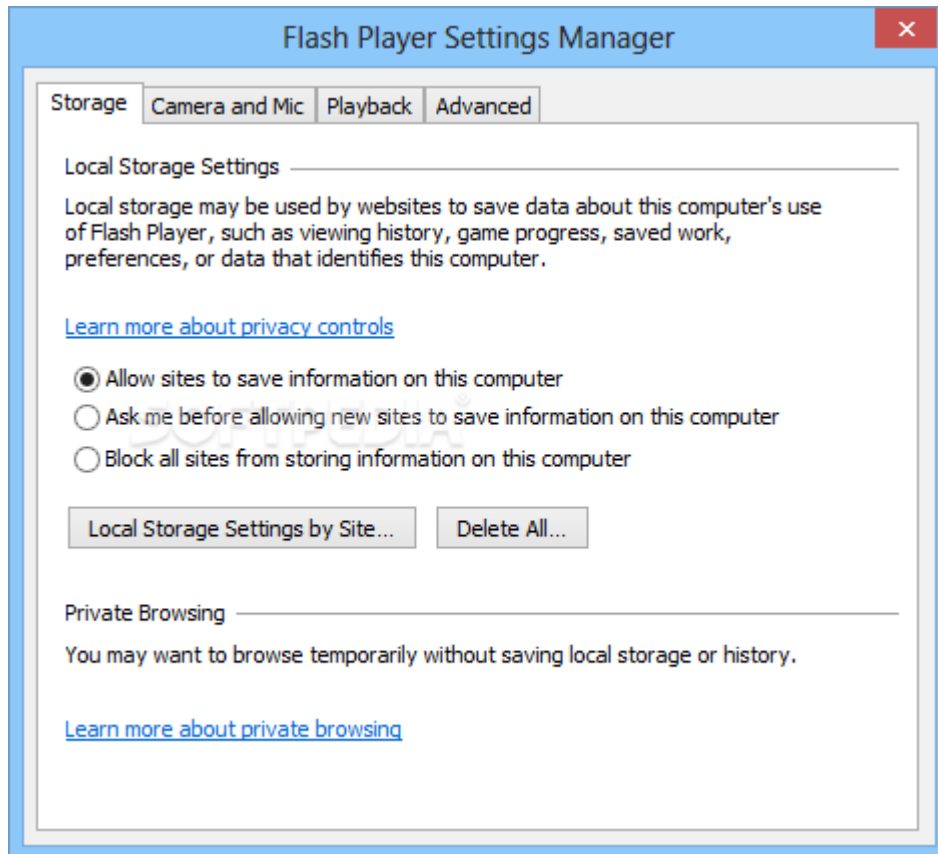 Flash Player Settings Manager
Storage
Camera and Mic
Playback
Advanced
Local Storage Settings
Local storage may be used by websites to save data about this computer's use
of Flash Player, such as viewing history, game progress, saved work,
preferences, or data that identifies this computer.
Learn more about privacy controls
Allow sites to save information on this computer
Ask me before allowing new sites to save information on this computer
SOFTPEDIA®
Block all sites from storing information on this computer
Local Storage Settings by Site...
Delete All...
Private Browsing
You may want to browse temporarily without saving local storage or history.
Learn more about private browsing